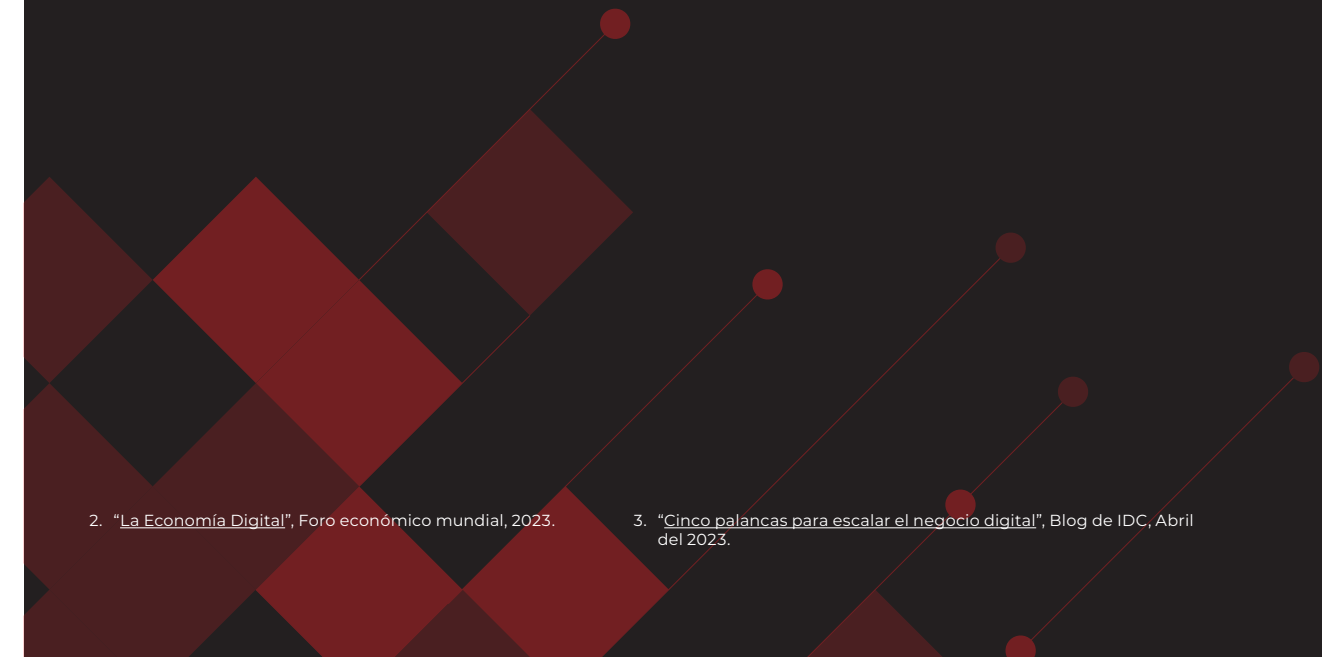 2. “La Economía Digital”, Foro económico mundial, 2023.
3. “Cinco palancas para escalar el negocio digital”, Blog de IDC, Abril
del 2023.